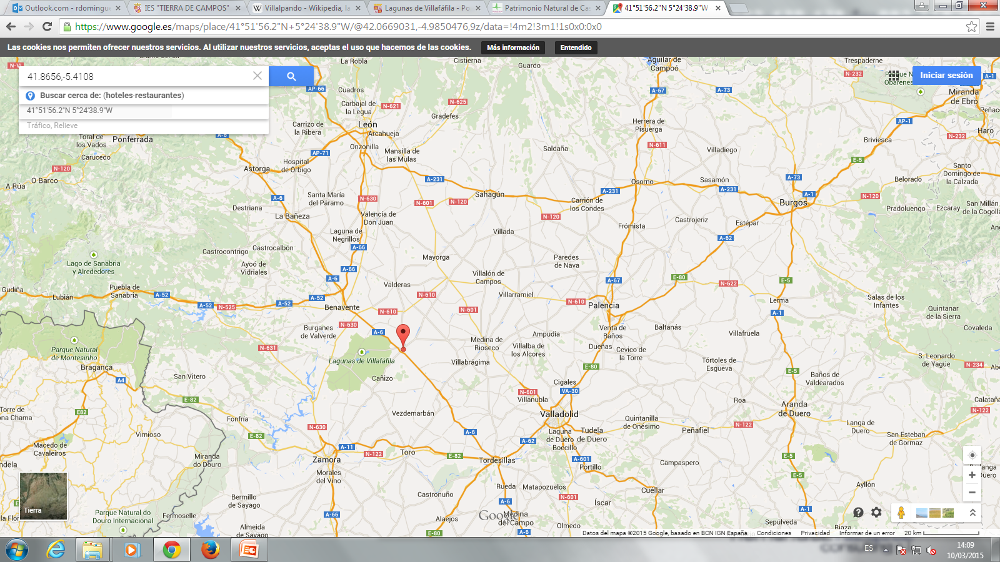 Outlook.com - rdomingue
IES "TIERRA DE CAMPOS"
Villalpando - Wikipedia, la
Lagunas de Villafáfila - Po
Patrimonio Natural de Cas
41°51'56.2"N 5°24'38.9"W
https://www.google.es/maps/place/41°51'56.2"N+5°24'38.9"W/@42.0669031,-4.9850476,9z/data=!4m2!3m1!1s0x0:0x0
Las cookies nos permiten ofrecer nuestros servicios. Al utilizar nuestros servicios, aceptas el uso que hacemos de las cookies.
Más información
Entendido
41.8656,-5.4108
Buscar cerca de: (hoteles·restaurantes)
41°51'56.2"N 5°24'38.9"W
Tráfico, Relieve
Iniciar sesión
La Robla
Cistierna
Guardo
Aguilar de
Campoó
Trespaderne
N-232
A-1
Miranda
de Ebro
AP-66
Cuadros
Carbajal de
la Legua
N-621
N-625
Gradefes
A-67
A-73
Herrera de
Pisuerga
AP-1
Haro
N-232
Briviesca
Toral de
los Vados
Ponferrada
Carucedo
N-120
A Rúa
O Barco
Carrizo de
la Ribera
León
Arcahueja
Onzonilla
AP-71
Mansilla de
las Mulas
Saldaña
N-611
Villadiego
E-5
A-6
Astorga
Hospital
de Orbigo
A-231
Osorno
Sasamón
A-231
A-73
A-1
Burgos
N-120
Belorado
Santo
Domingo de
la Calzada
Pradoluengo
Ezcaray
San Millán
de la Cogolla
A-6
Destriana
La Bañeza
Santa María
del Páramo
N-630
Valencia de
Don Juan
N-601
N-120
Sahagún
Carrión de
los Condes
A-231
N-120
Frómista
Castrojeriz
Estépar
A-62
Laguna de
Negrillos
A-66
Villada
Castrocontrigo
Castrocalbón
Mayorga
Paredes
de Nava
Lago de Sanabria
y Alrededores
Ayoó de
Vidriales
A-66
A-6
Villalón de
Campos
A-67
E-80
N-622
E-5
Gudiña
Lubián
Puebla de
Sanabria
A-52
A-52
N-525
A-52
A-52
Benavente
Valderas
N-610
N-610
N-601
Villarramiel
N-610
Palencia
Lerma
A-1
Salas de los
Infantes
Quintanar
de la Sierra
Covaleda
Burganes
de Valverde
N-630
A-6
N-631
Medina de
Rioseco
Ampudia
Villalba de
los Alcores
Venta de
Baños
Dueñas
Baltanás
Villafruela
Cevico de
la Torre
Parque Natural
de Montesinho
Bragança
A4
San Vitero
Lagunas de Villafáfila
Cañizo
Villabrágima
E-80
Tórtoles de
Esgueva
E-5
Baños de
Valdearados
S. Leonardo
de Yagüe
N-234
E-82
N-601
Villanubla
Cigales
VA-30
Roa
Torre de
ona Chama
E82
Fonfría
Vezdemarbán
Valladolid
Aranda
de Duero
N-122
Vimioso
E-82
N-630
A-6
Laguna
de Duero
Boecillo
Tudela
de Duero
Quintanilla
de Onésimo
Peñafiel
N-122
Langa de
Duero
San Esteban
de Gormaz
Macedo de
Cavaleiros
Miranda
do Douro
Zamora
A-11
N-122
Toro
E-82
A-62
Tordesillas
A-601
Portillo
Campaspero
E-5
Morales
del Vino
E-5
Rueda
Matapozuelos
Cuéllar
Ayllón
Bermillo
de Sayago
Castronuño
A-6
N-601
Íscar
Parque Natural do
Douro Internacional
Fermoselle
A-66
Alaejos
Medina
del Campo
Google
Olmedo
A-1
Sepúlveda
Riaza
Almeida
de Sayago
E-80
A-6
Tierra
Datos del mapa ©2015 Google, basado en BCN IGN España
Condiciones
Privacidad
Informar de un error
20 km
ES
14:09
10/03/2015